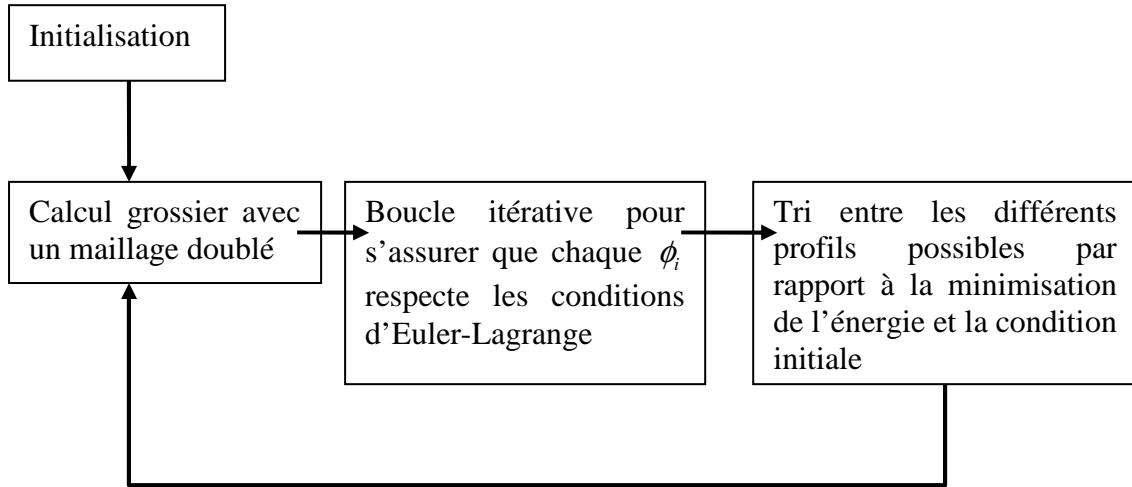 Initialisation
Calcul grossier avec
un maillage doublé
Boucle itérative pour
s’assurer que chaque ϕi
respecte les conditions
d’Euler-Lagrange
Tri entre les différents
profils possibles par
rapport à la minimisation
de l’énergie et la condition
initiale